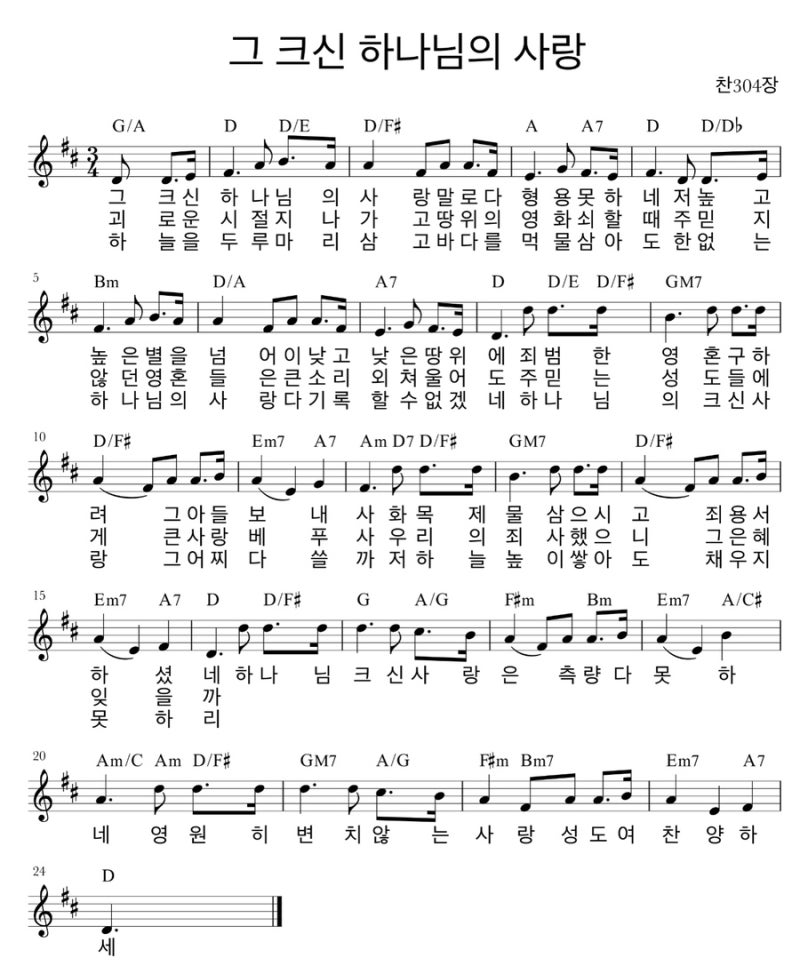 그 크신 하나님의 사랑
찬304장
G/A D D/E D/F# A A7 D D/Db
3
4
그 크신 하 나님 의 사 랑말로다 형 용못하 네 저높 고
괴 로운 시 절지 나 가 고땅위의 영 화쇠할 때 주믿 지
하 늘을 두 루마 리 삼 고바다를 먹 물삼아 도 한없 는
5
Bm D/A A7 D D/E D/F# GM7
높 은별을 넘 어이낮고 낮 은땅위 에 죄범 한 영 혼구하
않 던영혼 들 은큰소리 외 쳐울어 도 주믿 는 성 도들에
하 나님의 사 랑다기록 할 수없겠 네 하나 님 의 크신사
10
D/F# Em7 A7 Am D7 D/F# GM7 D/F#
려 그아들 보 내 사 화목 제 물 삼으시 고 죄용서
게 큰사랑 베 푸 사 우리 의 죄 사했으 니 그은혜
랑 그어찌 다 쓸 까 저하 늘 높 이쌓아 도 채우지
15
Em7 A7 D D/F# G A/G F#m Bm Em7 A/C#
하 셨 네 하나 님 크 신사 랑 은 측량다 못 하
잊 을 까
못 하 리
20
Am/C Am D/F# GM7 A/G F#m Bm7 Em7 A7
네 영 원 히 변 치않 는 사 랑 성도여 찬 양 하
24
D
세